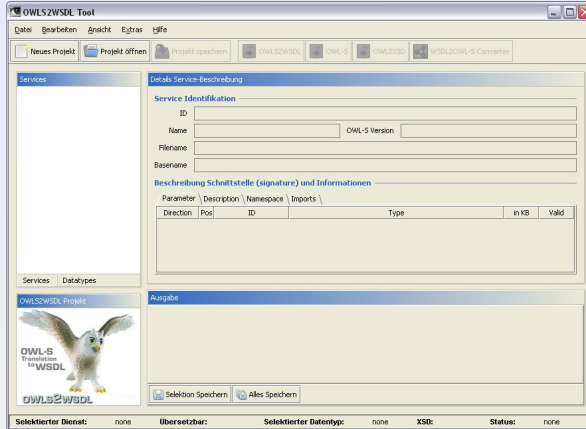 OWLS2WSDL Tool
Datei Bearbeiten Ansicht Extras Hilfe
Neues Projekt Projekt öffnen Projekt speichern OWLS2WSDL OWL-S OWL2XSD WSDL2OWL-S Converter
Services
Details Service-Beschreibung
Service Identifikation
ID
Name OWL-S Version
Filename
Basename
Beschreibung Schnittstelle (signature) und Informationen
Parameter Description Namespace Imports
Direction Pos ID Type in KB Valid
Services Datatypes
OWLS2WSDL Projekt
OWL-S
Translation
to WSDL
OWLS2WSDL
Ausgabe
Selektion Speichern Alles Speichern
Selektierter Dienst: none Übersetzbar: Selektierter Datentyp: none XSD: Status: none